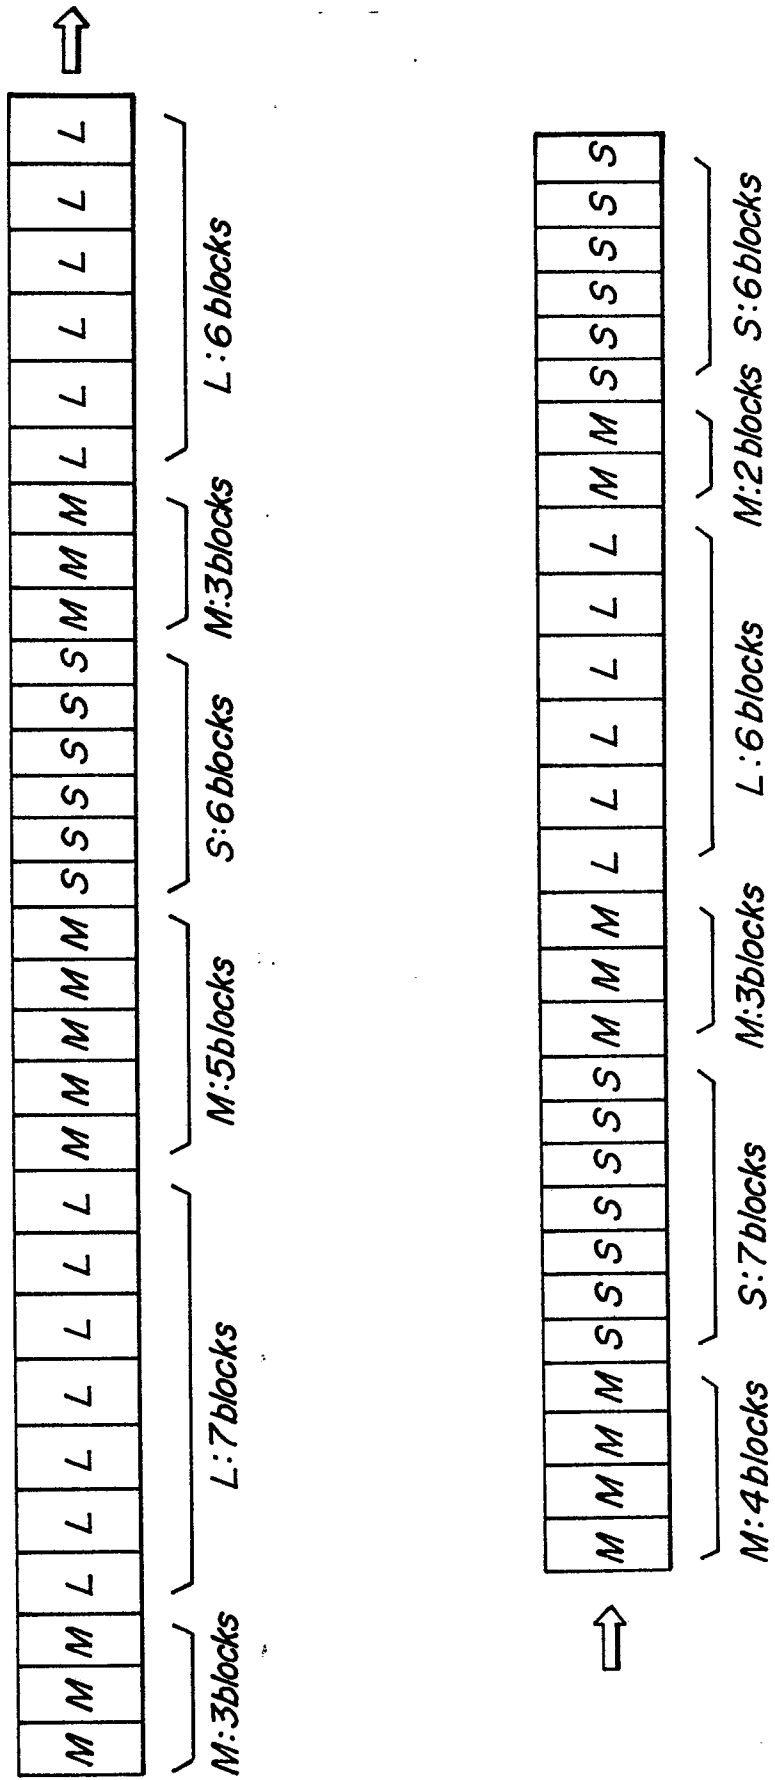 M M M L L L L L L L M M M M M S S S S S S M M M L L L L L L
M:3blocks L:7blocks M:5blocks S:6blocks M:3blocks L:6blocks
M M M M S S S S S S S M M M L L L L L L M M S S S S S S
M:4blocks S:7blocks M:3blocks L:6blocks M:2blocks S:6blocks